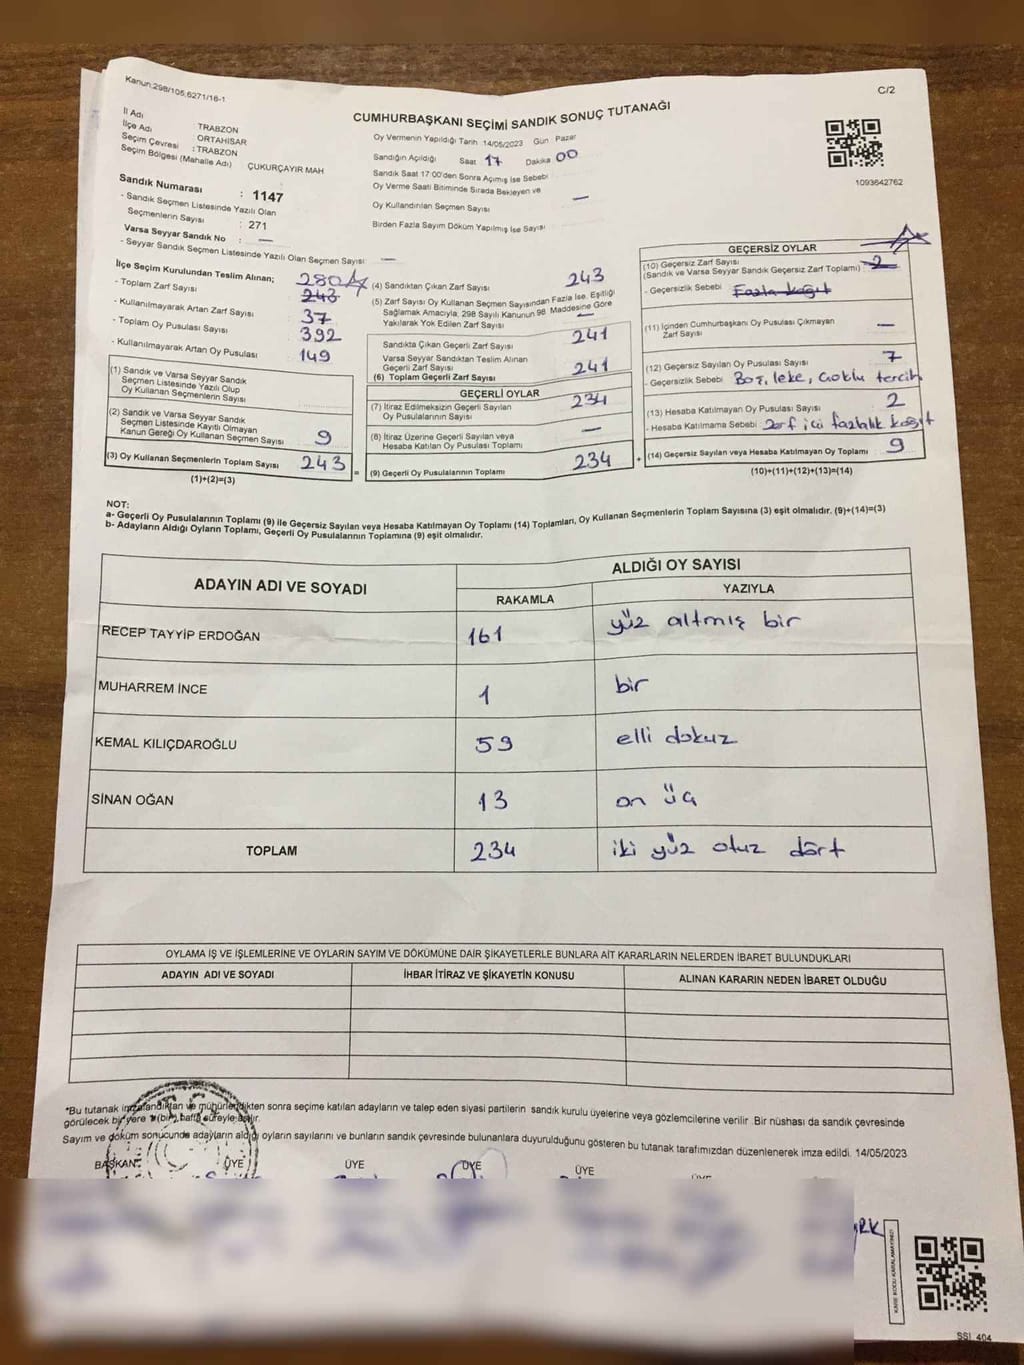 Kanun:298/105,6271/16-1
C/2
CUMHURBAŞKANI SEÇİMİ SANDIK SONUÇ TUTANAĞI
İl Adı : TRABZON
İlçe Adı : ORTAHİSAR
Seçim Çevresi : TRABZON
Seçim Bölgesi (Mahalle Adı) ÇUKURÇAYIR MAH
Oy Vermenin Yapıldığı Tarih 14/05/2023 Gün Pazar
Sandığın Açıldığı Saat 17 Dakika 00
Sandık Saat 17:00'den Sonra Açımış İse Sebebi
Oy Verme Saati Bitiminde Sırada Bekleyen ve
Oy Kullandırılan Seçmen Sayısı —
Birden Fazla Sayım Döküm Yapılmış İse Sayısı
1093642762
Sandık Numarası : 1147
- Sandık Seçmen Listesinde Yazılı Olan
Seçmenlerin Sayısı : 271
Varsa Seyyar Sandık No : —
- Seyyar Sandık Seçmen Listesinde Yazılı Olan Seçmen Sayısı : —
İlçe Seçim Kurulundan Teslim Alınan;
- Toplam Zarf Sayısı 280 243
- Kullanılmayarak Artan Zarf Sayısı 37
- Toplam Oy Pusulası Sayısı 392
- Kullanılmayarak Artan Oy Pusulası 149
(1) Sandık ve Varsa Seyyar Sandık
Seçmen Listesinde Yazılı Olup
Oy Kullanan Seçmenlerin Sayısı
(2) Sandık ve Varsa Seyyar Sandık
Seçmen Listesinde Kayıtlı Olmayan
Kanun Gereği Oy Kullanan Seçmen Sayısı 9
(3) Oy Kullanan Seçmenlerin Toplam Sayısı 243
(1)+(2)=(3)
(4) Sandıktan Çıkan Zarf Sayısı 243
(5) Zarf Sayısı Oy Kullanan Seçmen Sayısından Fazla İse, Eşitliği
Sağlamak Amacıyla, 298 Sayılı Kanunun 98. Maddesine Göre
Yakılarak Yok Edilen Zarf Sayısı —
Sandıkta Çıkan Geçerli Zarf Sayısı 241
Varsa Seyyar Sandıktan Teslim Alınan
Geçerli Zarf Sayısı
(6) Toplam Geçerli Zarf Sayısı 241
GEÇERLİ OYLAR
(7) İtiraz Edilmeksizin Geçerli Sayılan
Oy Pusulalarının Sayısı 234
(8) İtiraz Üzerine Geçerli Sayılan veya
Hesaba Katılan Oy Pusulası Toplamı —
(9) Geçerli Oy Pusulalarının Toplamı 234
GEÇERSİZ OYLAR
(10) Geçersiz Zarf Sayısı
(Sandık ve Varsa Seyyar Sandık Geçersiz Zarf Toplamı) 2
- Geçersizlik Sebebi Fazla kağıt
(11) İçinden Cumhurbaşkanı Oy Pusulası Çıkmayan
Zarf Sayısı —
(12) Geçersiz Sayılan Oy Pusulası Sayısı 7
- Geçersizlik Sebebi Boş, leke, çoklu tercih
(13) Hesaba Katılmayan Oy Pusulası Sayısı 2
- Hesaba Katılmama Sebebi Zarf içi fazlalık kağıt
(14) Geçersiz Sayılan veya Hesaba Katılmayan Oy Toplamı 9
(10)+(11)+(12)+(13)=(14)
NOT:
a- Geçerli Oy Pusulalarının Toplamı (9) ile Geçersiz Sayılan veya Hesaba Katılmayan Oy Toplamı (14) Toplamları, Oy Kullanan Seçmenlerin Toplam Sayısına (3) eşit olmalıdır. (9)+(14)=(3)
b- Adayların Aldığı Oyların Toplamı, Geçerli Oy Pusulalarının Toplamına (9) eşit olmalıdır.
ADAYIN ADI VE SOYADI
ALDIĞI OY SAYISI
RAKAMLA YAZIYLA
RECEP TAYYİP ERDOĞAN 161 yüz altmış bir
MUHARREM İNCE 1 bir
KEMAL KILIÇDAROĞLU 59 elli dokuz
SİNAN OĞAN 13 on üç
TOPLAM 234 iki yüz otuz dört
OYLAMA İŞ VE İŞLEMLERİNE VE OYLARIN SAYIM VE DÖKÜMÜNE DAİR ŞİKAYETLERLE BUNLARA AİT KARARLARIN NELERDEN İBARET BULUNDUKLARI
ADAYIN ADI VE SOYADI İHBAR İTİRAZ VE ŞİKAYETİN KONUSU ALINAN KARARIN NEDEN İBARET OLDUĞU
*Bu tutanak imzalandıktan ve mühürlendikten sonra seçime katılan adayların ve talep eden siyasi partilerin sandık kurulu üyelerine veya gözlemcilerine verilir Bir nüshası da sandık çevresinde
görülecek bir yere 1 (bir) hafta süreyle asılır.
Sayım ve döküm sonucunda adayların aldığı oyların sayılarını ve bunların sandık çevresinde bulunanlara duyurulduğunu gösteren bu tutanak tarafımızdan düzenlenerek imza edildi. 14/05/2023
T.C.
BAŞKAN ÜYE ÜYE ÜYE ÜYE ÜYE
SSI 404